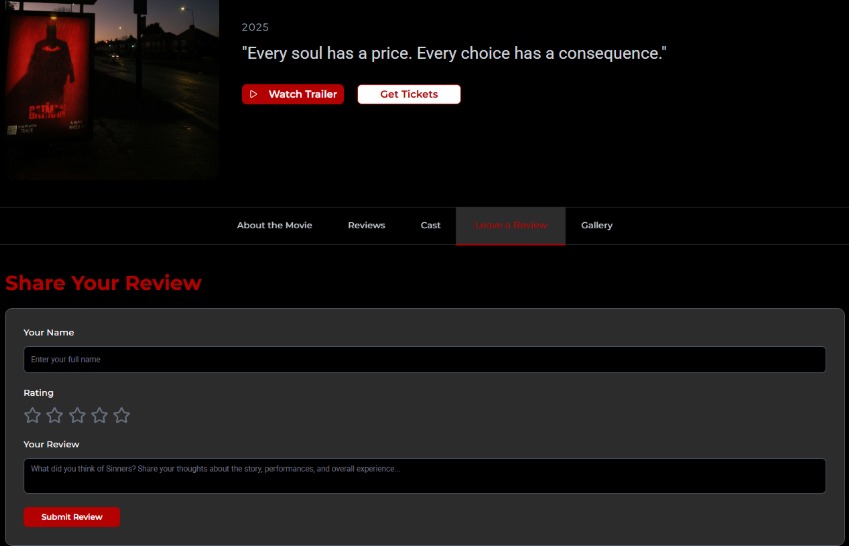 2025
"Every soul has a price. Every choice has a consequence."
Watch Trailer
Get Tickets
THE
BATMAN
About the Movie
Reviews
Cast
Leave a Review
Gallery
Share Your Review
Your Name
Enter your full name
Rating
Your Review
What did you think of Sinners? Share your thoughts about the story, performances, and overall experience...
Submit Review